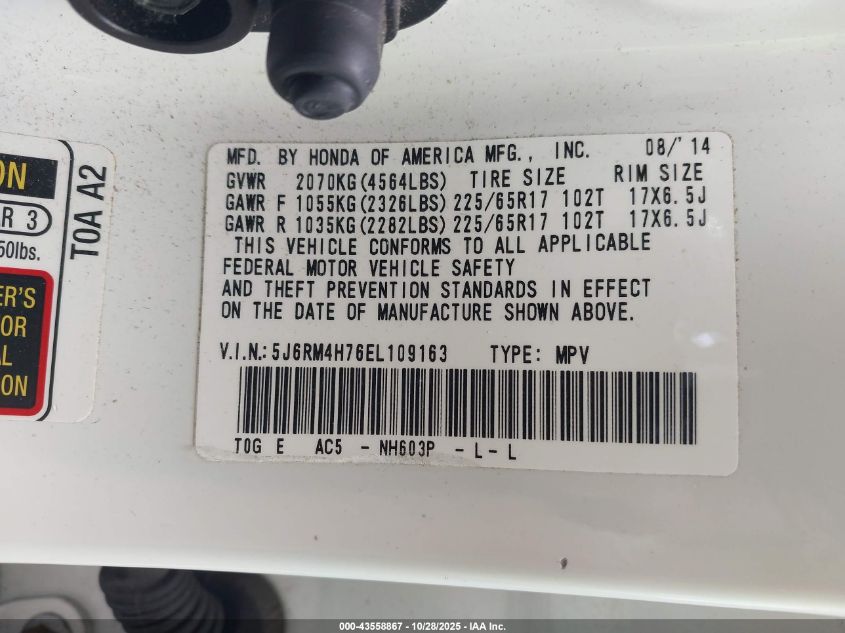 ON
R 3
50lbs.
ER'S
OR
AL
ION
TOA A2
MFD. BY HONDA OF AMERICA MFG., INC. 08/'14
GVWR 2070KG(4564LBS) TIRE SIZE RIM SIZE
GAWR F 1055KG(2326LBS) 225/65R17 102T 17X6.5J
GAWR R 1035KG(2282LBS) 225/65R17 102T 17X6.5J
THIS VEHICLE CONFORMS TO ALL APPLICABLE
FEDERAL MOTOR VEHICLE SAFETY
AND THEFT PREVENTION STANDARDS IN EFFECT
ON THE DATE OF MANUFACTURE SHOWN ABOVE.
V.I.N.:5J6RM4H76EL109163 TYPE: MPV
T0G E AC5 - NH603P - L - L
000-43558867 - 10/28/2025 - IAA Inc.